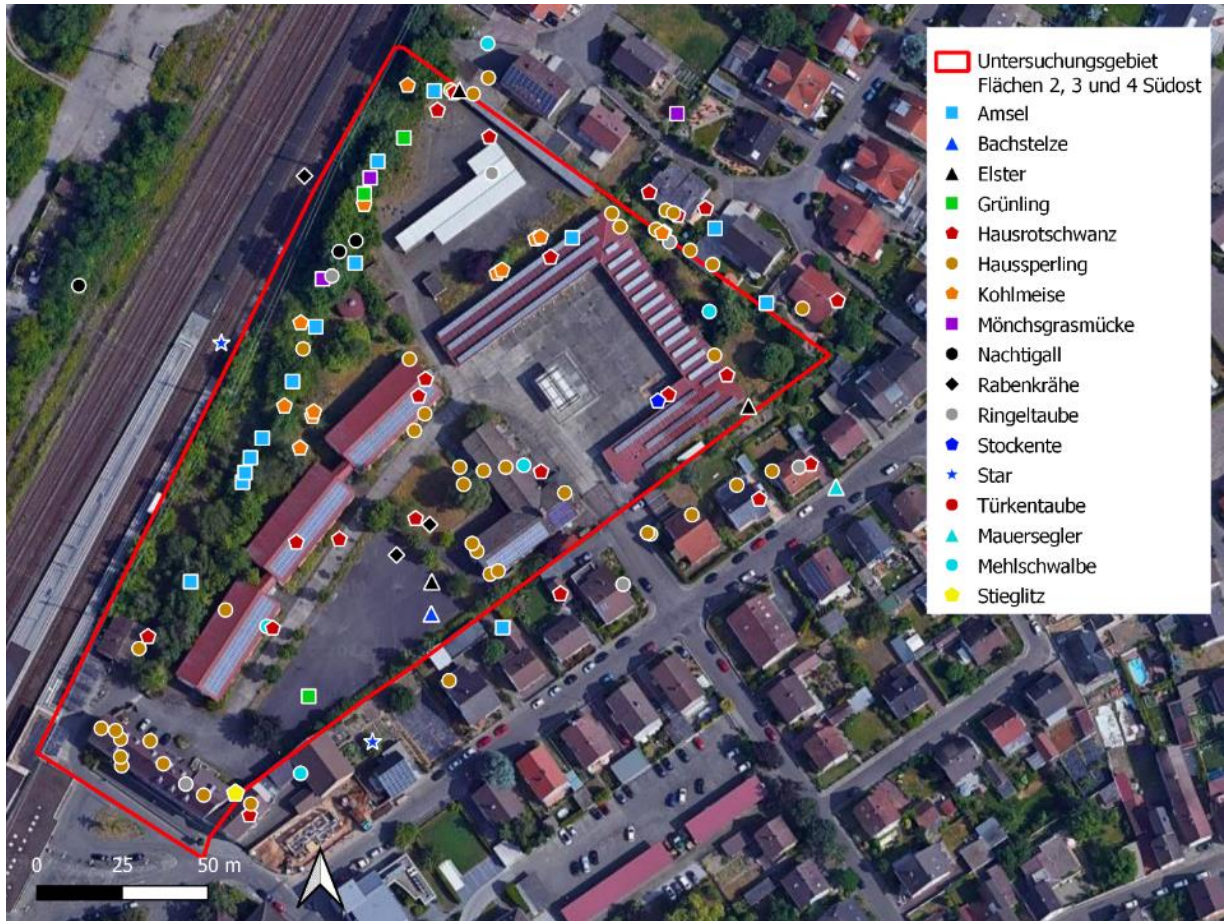 Untersuchungsgebiet
Flächen 2, 3 und 4 Südost
Amsel
Bachstelze
Elster
Grünling
Hausrotschwanz
Haussperling
Kohlmeise
Mönchsgrasmücke
Nachtigall
Rabenkrähe
Ringeltaube
Stockente
Star
Türkentaube
Mauersegler
Mehlschwalbe
Stieglitz
0 25 50 m